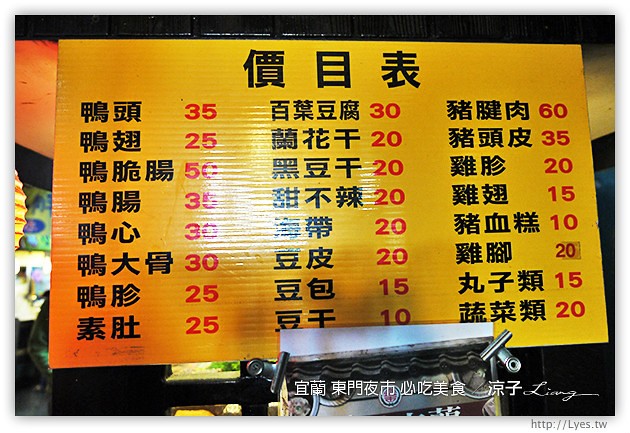 價目表
鴨頭 35
鴨翅 25
鴨脆腸 50
鴨腸 35
鴨心 30
鴨大骨 30
鴨胗 25
素肚 25
百葉豆腐 30
蘭花干 20
黑豆干 20
甜不辣 20
海帶 20
豆皮 20
豆包 15
豆干 10
豬腱肉 60
豬頭皮 35
雞胗 20
雞翅 15
豬血糕 10
雞腳 20
丸子類 15
蔬菜類 20
宜蘭 東門夜市 必吃美食 涼子 Liang
http://Lyes.tw